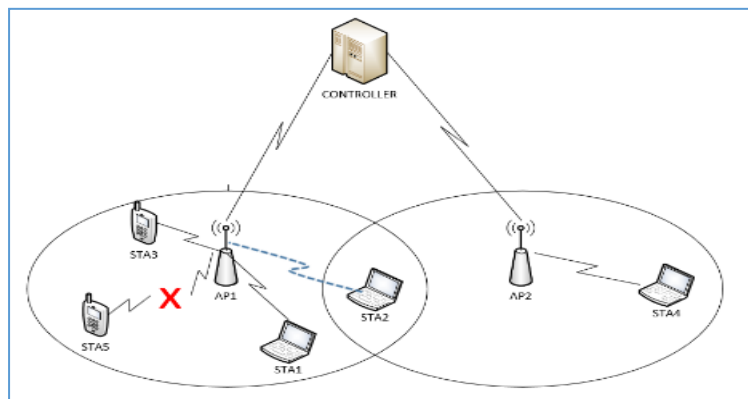 CONTROLLER
STA3
AP1
STA2
AP2
STA4
STA5
X
STA1